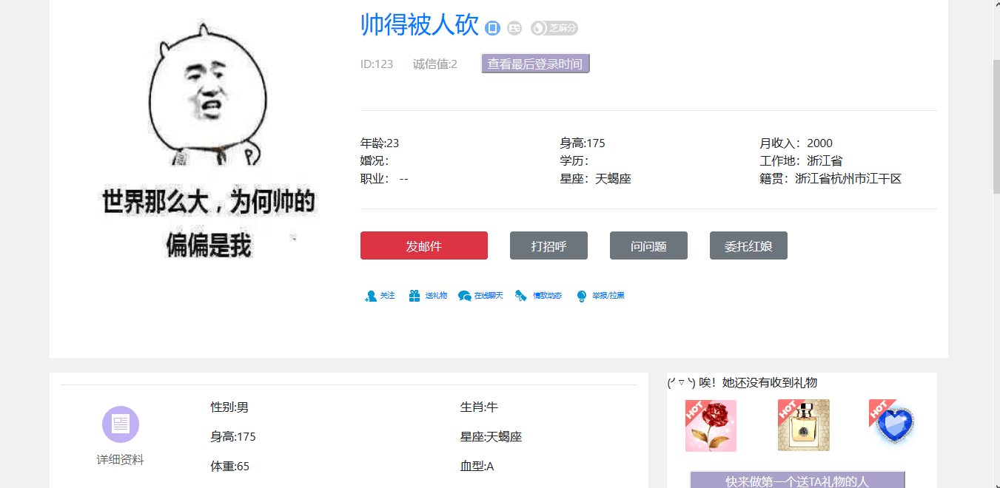 帅得被人砍 芝麻分
ID:123 诚信值:2 查看最后登录时间
世界那么大，为何帅的
偏偏是我
年龄:23 身高:175 月收入：2000
婚况： 学历： 工作地：浙江省
职业： -- 星座：天蝎座 籍贯：浙江省杭州市江干区
发邮件 打招呼 问问题 委托红娘
关注 送礼物 在线聊天 情敌动态 举报/拉黑
详细资料
性别:男 生肖:牛
身高:175 星座:天蝎座
体重:65 血型:A
(╯▽╰) 唉！她还没有收到礼物
HOT HOT HOT
快来做第一个送TA礼物的人